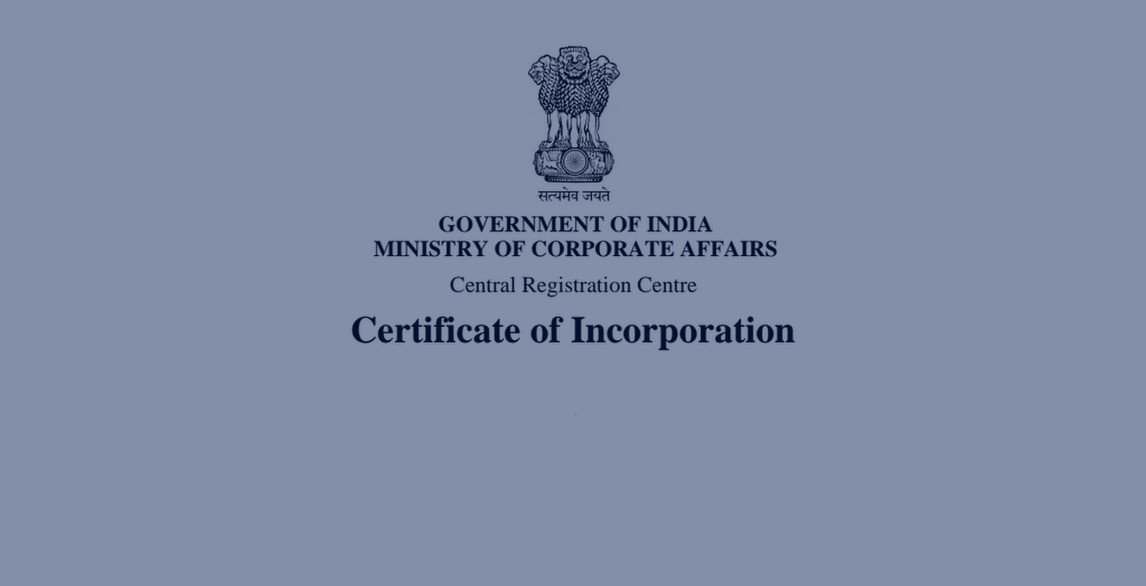 सत्यमेव जयते
GOVERNMENT OF INDIA
MINISTRY OF CORPORATE AFFAIRS
Central Registration Centre
Certificate of Incorporation